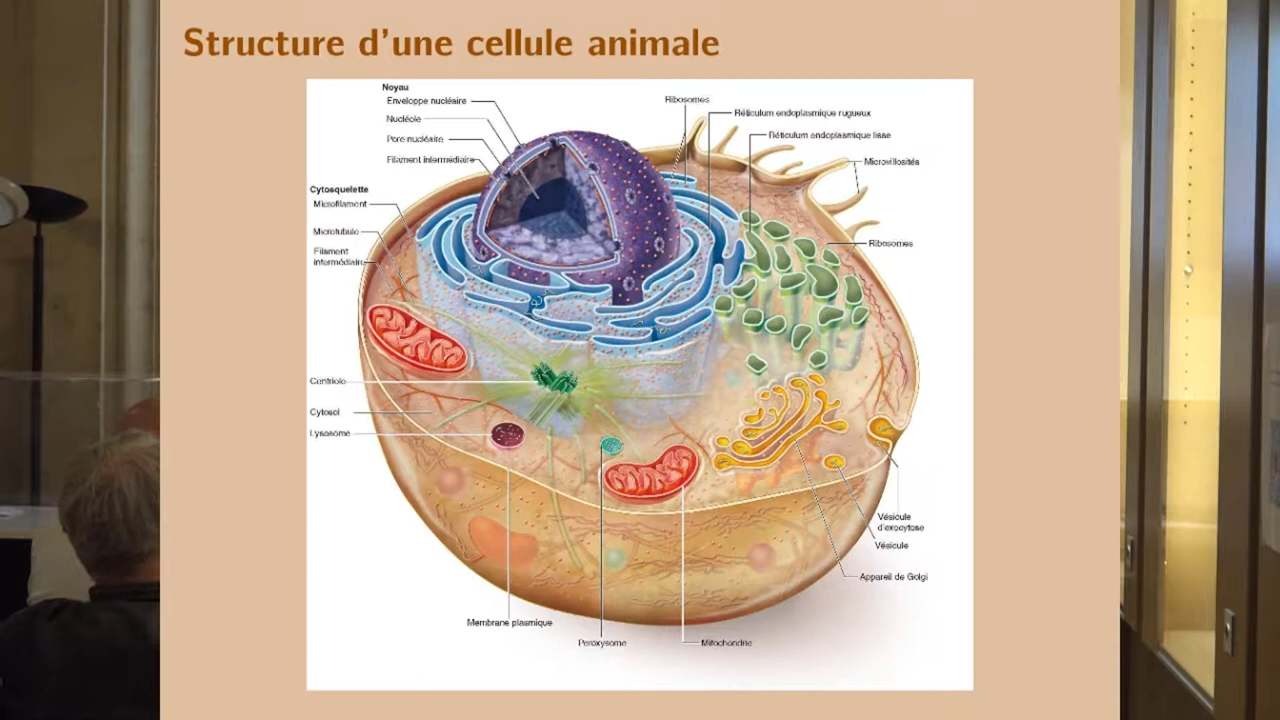 Structure d'une cellule animale
Noyau
Enveloppe nucléaire
Nucléole
Pore nucléaire
Filament intermédiaire
Cytosquelette
Microfilament
Microtubule
Filament
intermédiaire
Centriole
Cytosol
Lysosome
Membrane plasmique
Peroxysome
Mitochondrie
Ribosomes
Réticulum endoplasmique rugueux
Réticulum endoplasmique lisse
Microvillosités
Ribosomes
Vésicule
d'exocytose
Vésicule
Appareil de Golgi